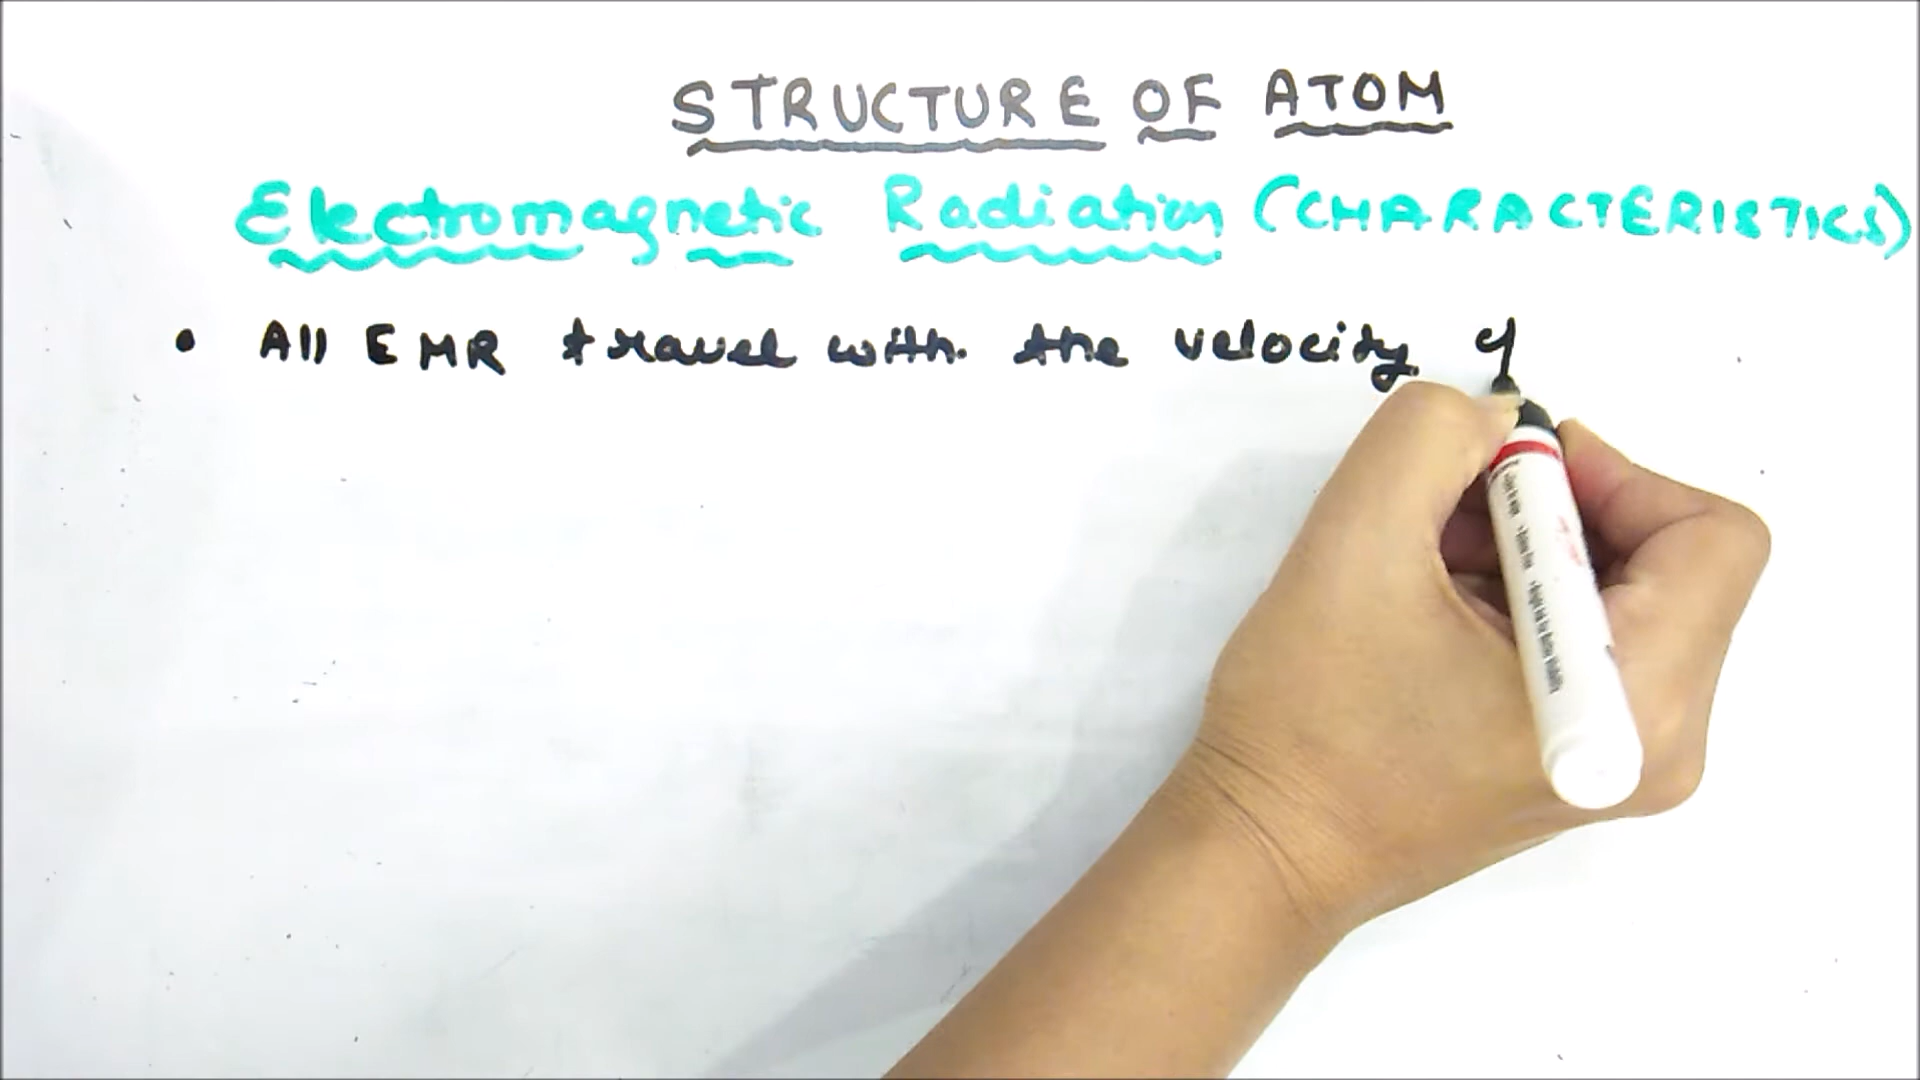 STRUCTURE OF ATOM
Electromagnetic Radiation (CHARACTERISTICS)
• All EMR travel with the velocity of